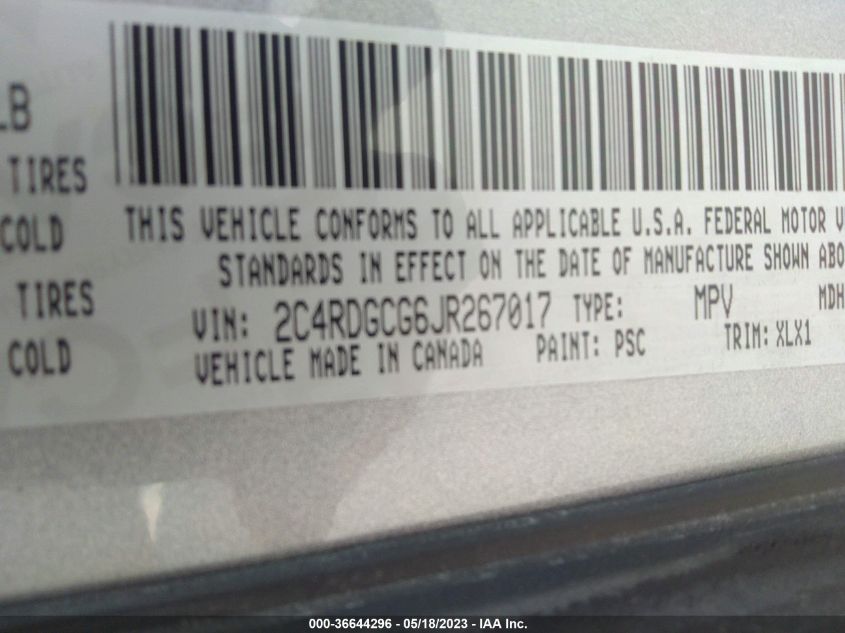 LB
TIRES
COLD
TIRES
COLD
THIS VEHICLE CONFORMS TO ALL APPLICABLE U.S.A. FEDERAL MOTOR V
STANDARDS IN EFFECT ON THE DATE OF MANUFACTURE SHOWN ABO
VIN: 2C4RDGCG6JR267017 TYPE: MPV MDH
VEHICLE MADE IN CANADA PAINT: PSC TRIM: XLX1
000-36644296 - 05/18/2023 - IAA Inc.